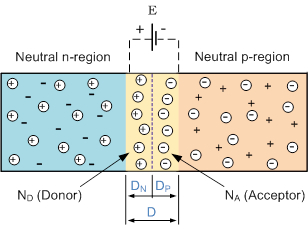 E
+ -
Neutral n-region Neutral p-region
N_D (Donor) D_N D_P N_A (Acceptor)
D